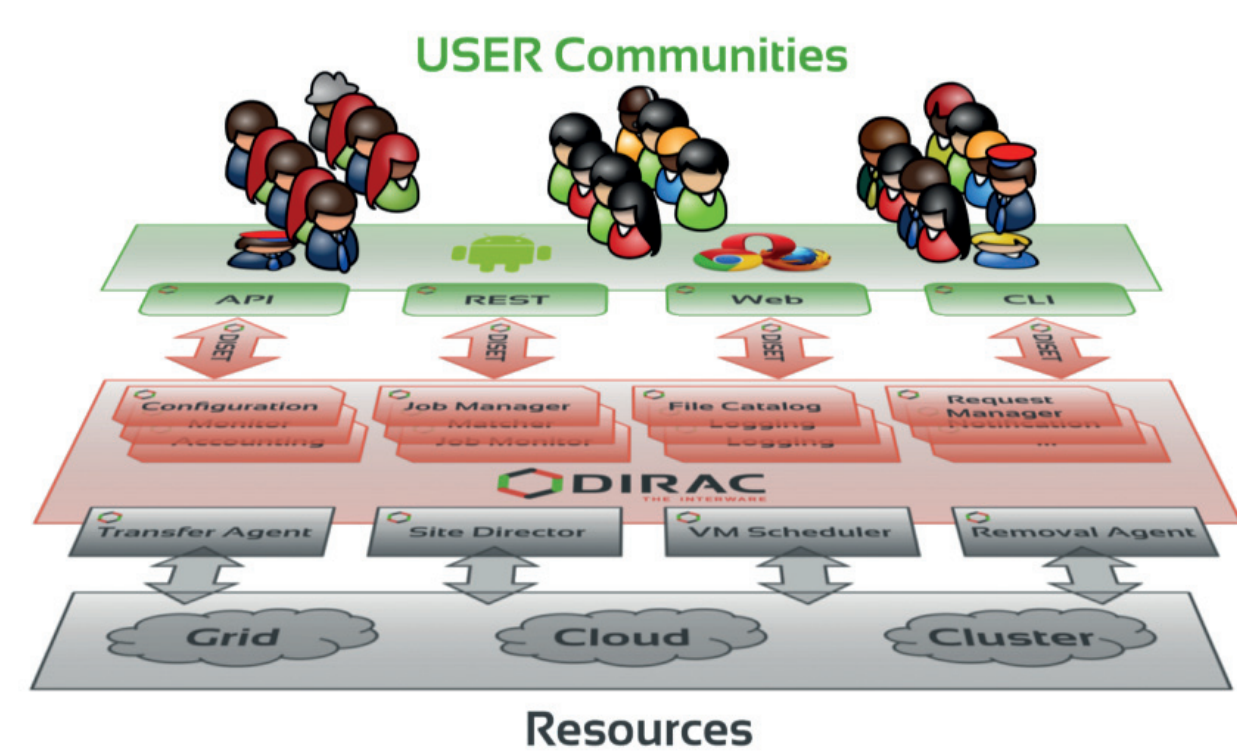 USER Communities
API
REST
Web
CLI
DISET
DISET
DISET
DISET
Configuration
Monitor
Accounting
Job Manager
Matcher
Job Monitor
File Catalog
Logging
Logging
Request
Manager
Notification
...
DIRAC
THE INTERWARE
Transfer Agent
Site Director
VM Scheduler
Removal Agent
Grid
Cloud
Cluster
Resources